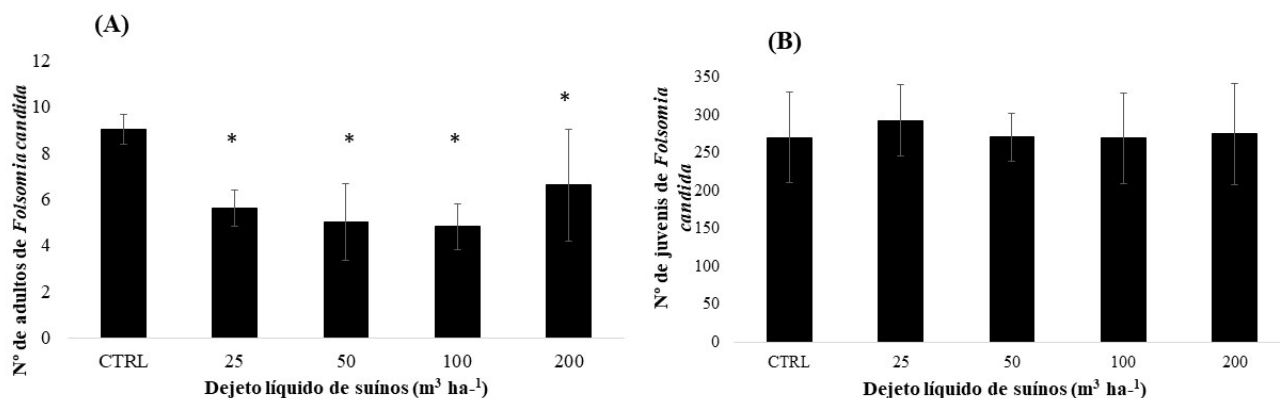 (A)
Nº de adultos de Folsomia candida
12
10
8
6
4
2
0
*
*
*
*
CTRL 25 50 100 200
Dejeto líquido de suínos (m³ ha-¹)
(B)
Nº de juvenis de Folsomia
candida
350
300
250
200
150
100
50
0
CTRL 25 50 100 200
Dejeto líquido de suínos (m³ ha-¹)